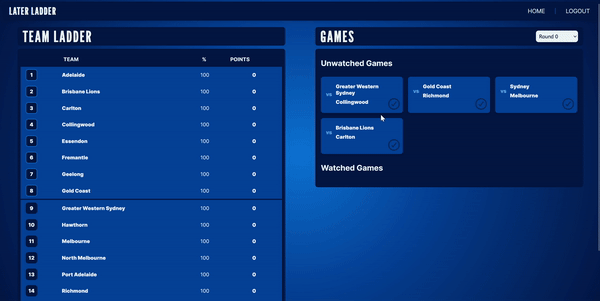 LATER LADDER
HOME
LOGOUT
TEAM LADDER
TEAM % POINTS
1 Adelaide 100 0
2 Brisbane Lions 100 0
3 Carlton 100 0
4 Collingwood 100 0
5 Essendon 100 0
6 Fremantle 100 0
7 Geelong 100 0
8 Gold Coast 100 0
9 Greater Western Sydney 100 0
10 Hawthorn 100 0
11 Melbourne 100 0
12 North Melbourne 100 0
13 Port Adelaide 100 0
14 Richmond 100 0
GAMES
Round 0
Unwatched Games
vs
Greater Western
Sydney
Collingwood
vs
Gold Coast
Richmond
vs
Sydney
Melbourne
vs
Brisbane Lions
Carlton
Watched Games